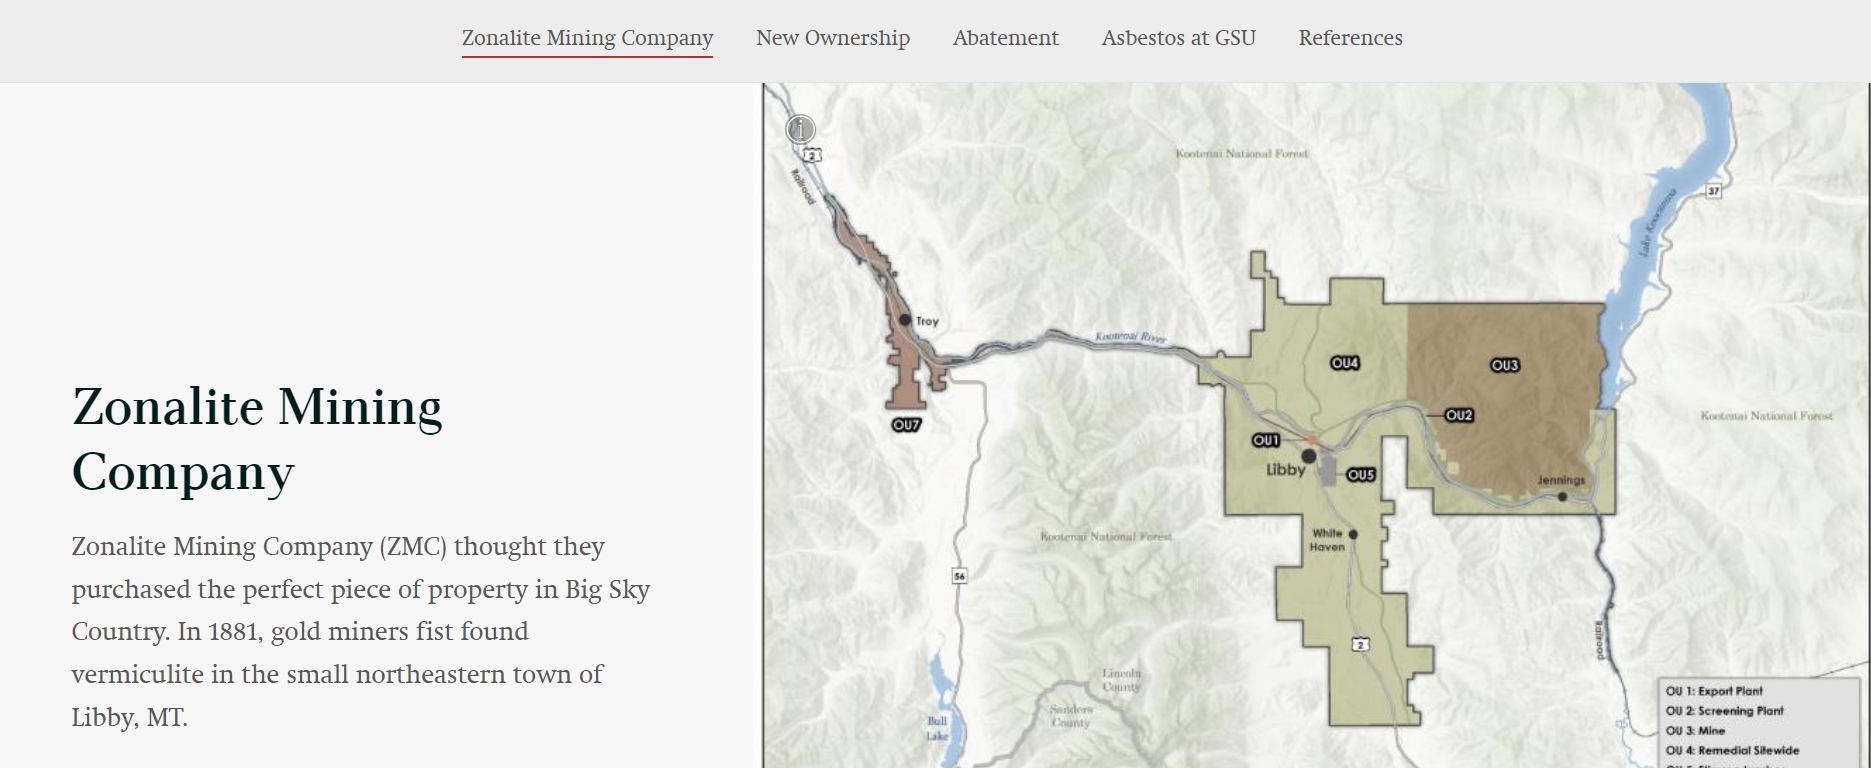 Zonalite Mining Company New Ownership Abatement Asbestos at GSU References
Zonalite Mining
Company
Zonalite Mining Company (ZMC) thought they
purchased the perfect piece of property in Big Sky
Country. In 1881, gold miners fist found
vermiculite in the small northeastern town of
Libby, MT.
i
2
Railroad
Kootenai National Forest
37
Lake Koocanusa
Troy
Kootenai River
OU7
OU4
OU3
OU2
OU1
Libby
OU5
Kootenai National Forest
Jennings
White
Haven
Kootenai National Forest
56
2
Railroad
Lincoln
County
Sanders
County
Bull
Lake
OU 1: Export Plant
OU 2: Screening Plant
OU 3: Mine
OU 4: Remedial Sitewide